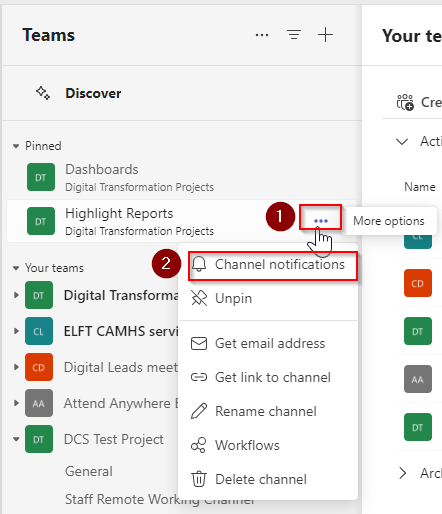 Teams
Your te
Discover
Cre
Pinned
Acti
DT
Dashboards
Digital Transformation Projects
Name
DT
Highlight Reports
Digital Transformation Projects
1
More options
CL
2
Channel notifications
Your teams
DT
Digital Transforma
Unpin
CD
CL
ELFT CAMHS servi
Get email address
DT
CD
Digital Leads meet
Get link to channel
AA
AA
Attend Anywhere E
Rename channel
DT
DT
DCS Test Project
Workflows
General
Delete channel
Arc
Staff Remote Working Channel